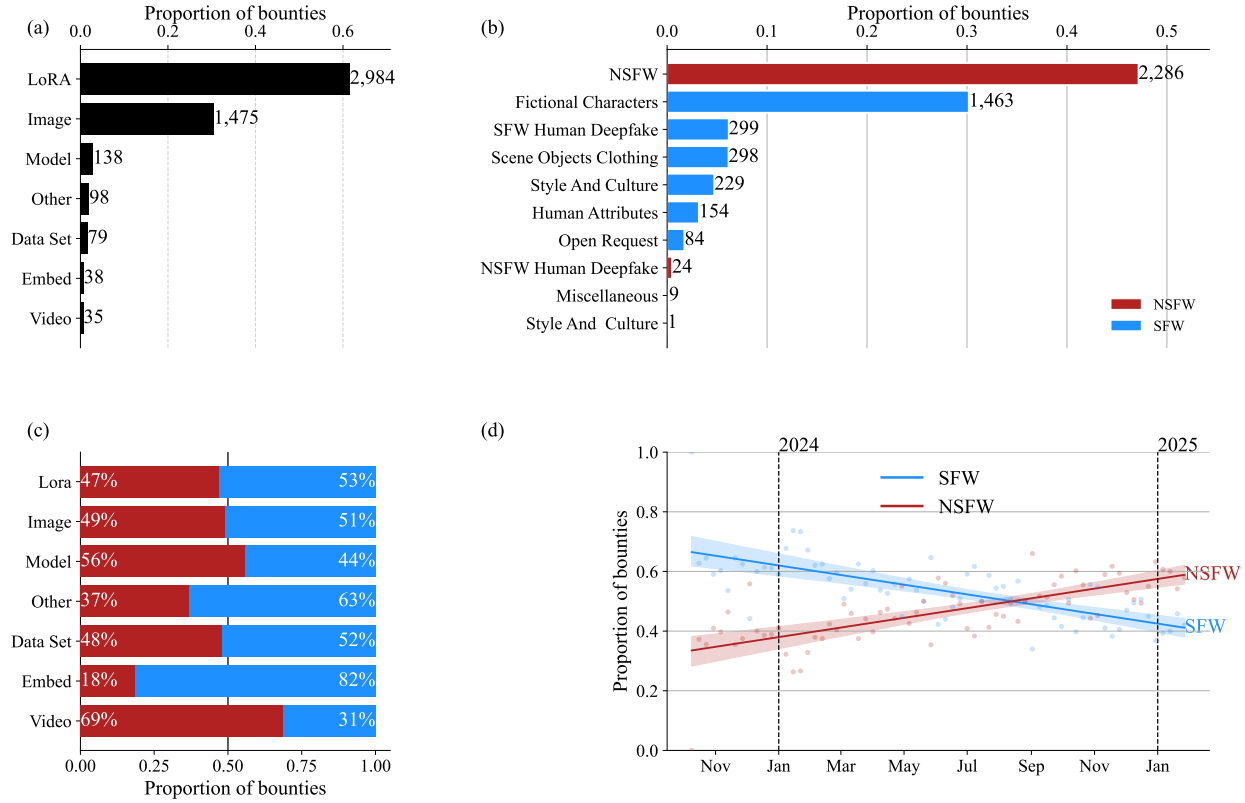 (a)
Proportion of bounties
0.0 0.2 0.4 0.6
LoRA 2,984
Image 1,475
Model 138
Other 98
Data Set 79
Embed 38
Video 35
(b)
Proportion of bounties
0.0 0.1 0.2 0.3 0.4 0.5
NSFW 2,286
Fictional Characters 1,463
SFW Human Deepfake 299
Scene Objects Clothing 298
Style And Culture 229
Human Attributes 154
Open Request 84
NSFW Human Deepfake 24
Miscellaneous 9
Style And  Culture 1
NSFW
SFW
(c)
Lora 47% 53%
Image 49% 51%
Model 56% 44%
Other 37% 63%
Data Set 48% 52%
Embed 18% 82%
Video 69% 31%
0.00 0.25 0.50 0.75 1.00
Proportion of bounties
(d)
2024 2025
Proportion of bounties
1.0
0.8
0.6
0.4
0.2
0.0
SFW
NSFW
NSFW
SFW
Nov Jan Mar May Jul Sep Nov Jan